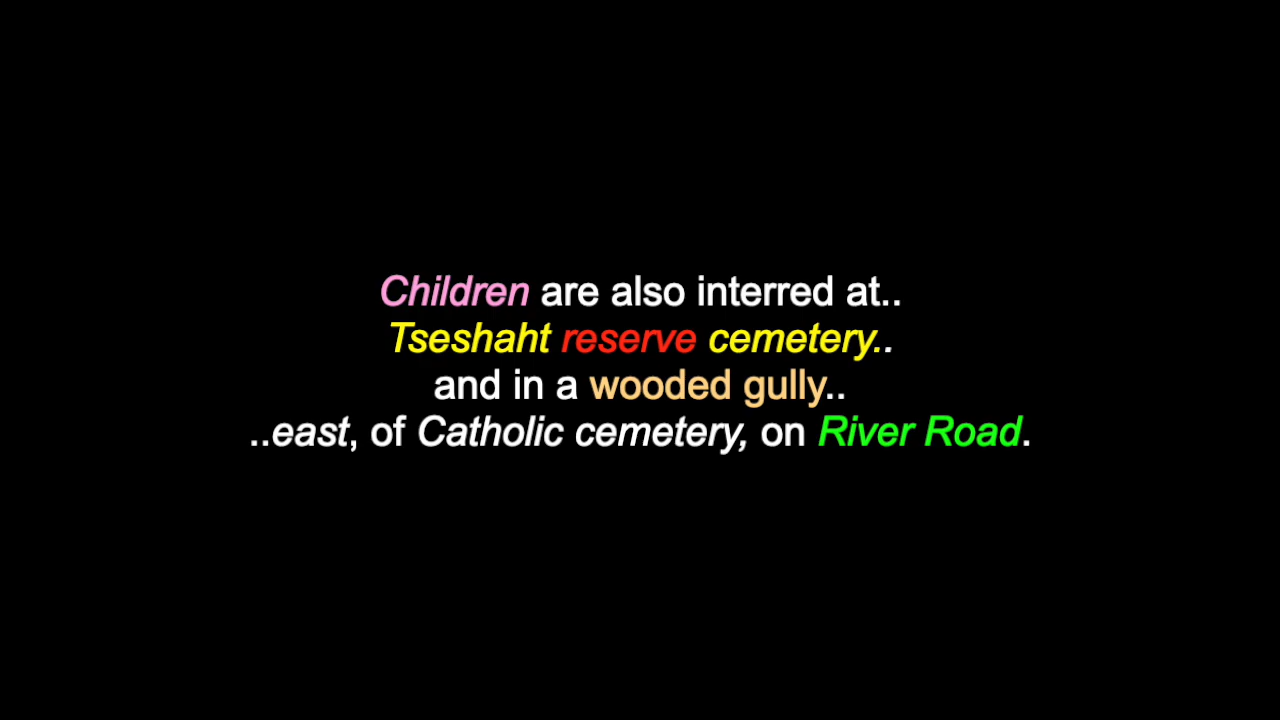 Children are also interred at..
Tseshaht reserve cemetery..
and in a wooded gully..
..east, of Catholic cemetery, on River Road.